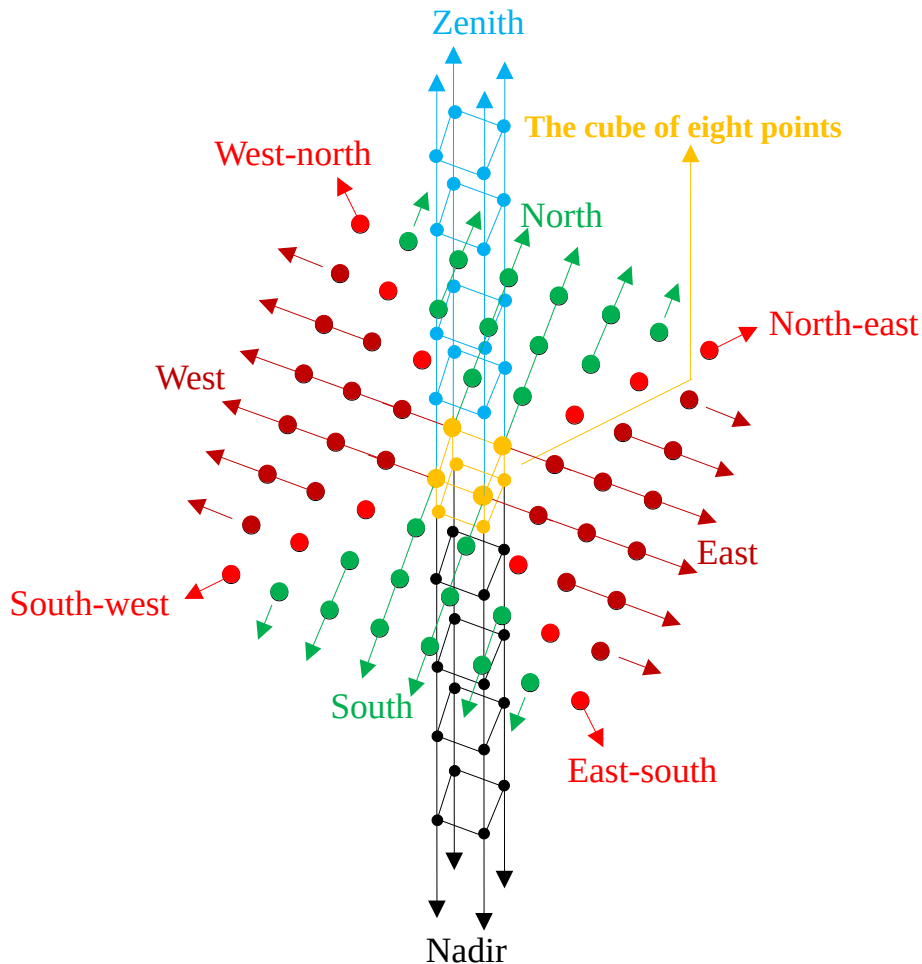 Zenith
The cube of eight points
West-north
North
North-east
West
East
South-west
South
East-south
Nadir